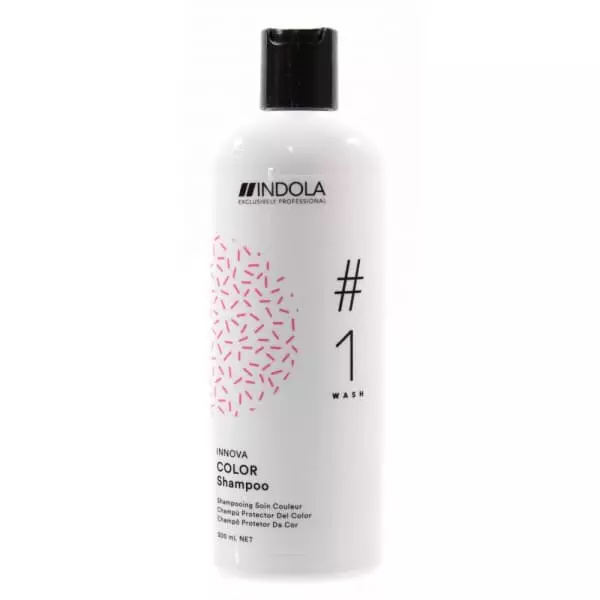 INDOLA
EXCLUSIVELY PROFESSIONAL
#
1
WASH
INNOVA
COLOR
Shampoo
Shampooing Soin Couleur
Champú Protector Del Color
Champô Protetor Da Cor
300 ml. NET